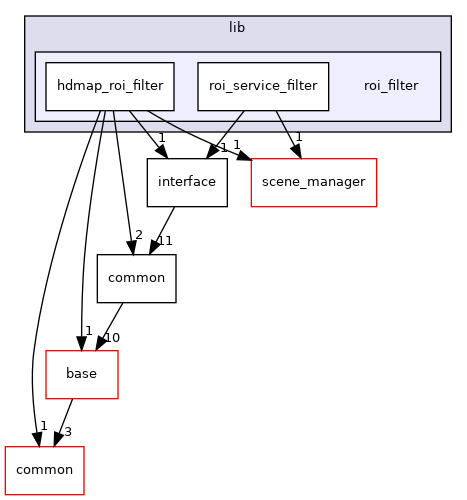 lib
hdmap_roi_filter
roi_service_filter
roi_filter
1
1
1
1
interface
scene_manager
2
11
common
1
10
base
1
3
common